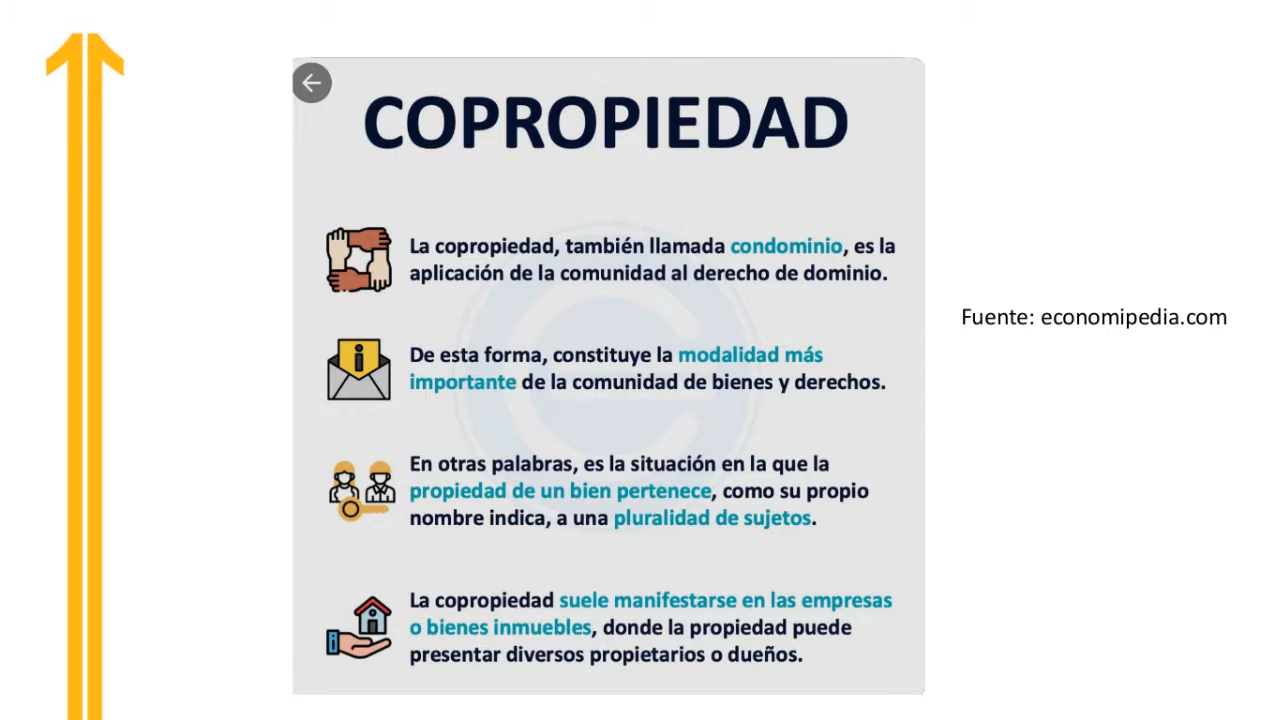 COPROPIEDAD
La copropiedad, también llamada condominio, es la
aplicación de la comunidad al derecho de dominio.
De esta forma, constituye la modalidad más
importante de la comunidad de bienes y derechos.
En otras palabras, es la situación en la que la
propiedad de un bien pertenece, como su propio
nombre indica, a una pluralidad de sujetos.
La copropiedad suele manifestarse en las empresas
o bienes inmuebles, donde la propiedad puede
presentar diversos propietarios o dueños.
Fuente: economipedia.com